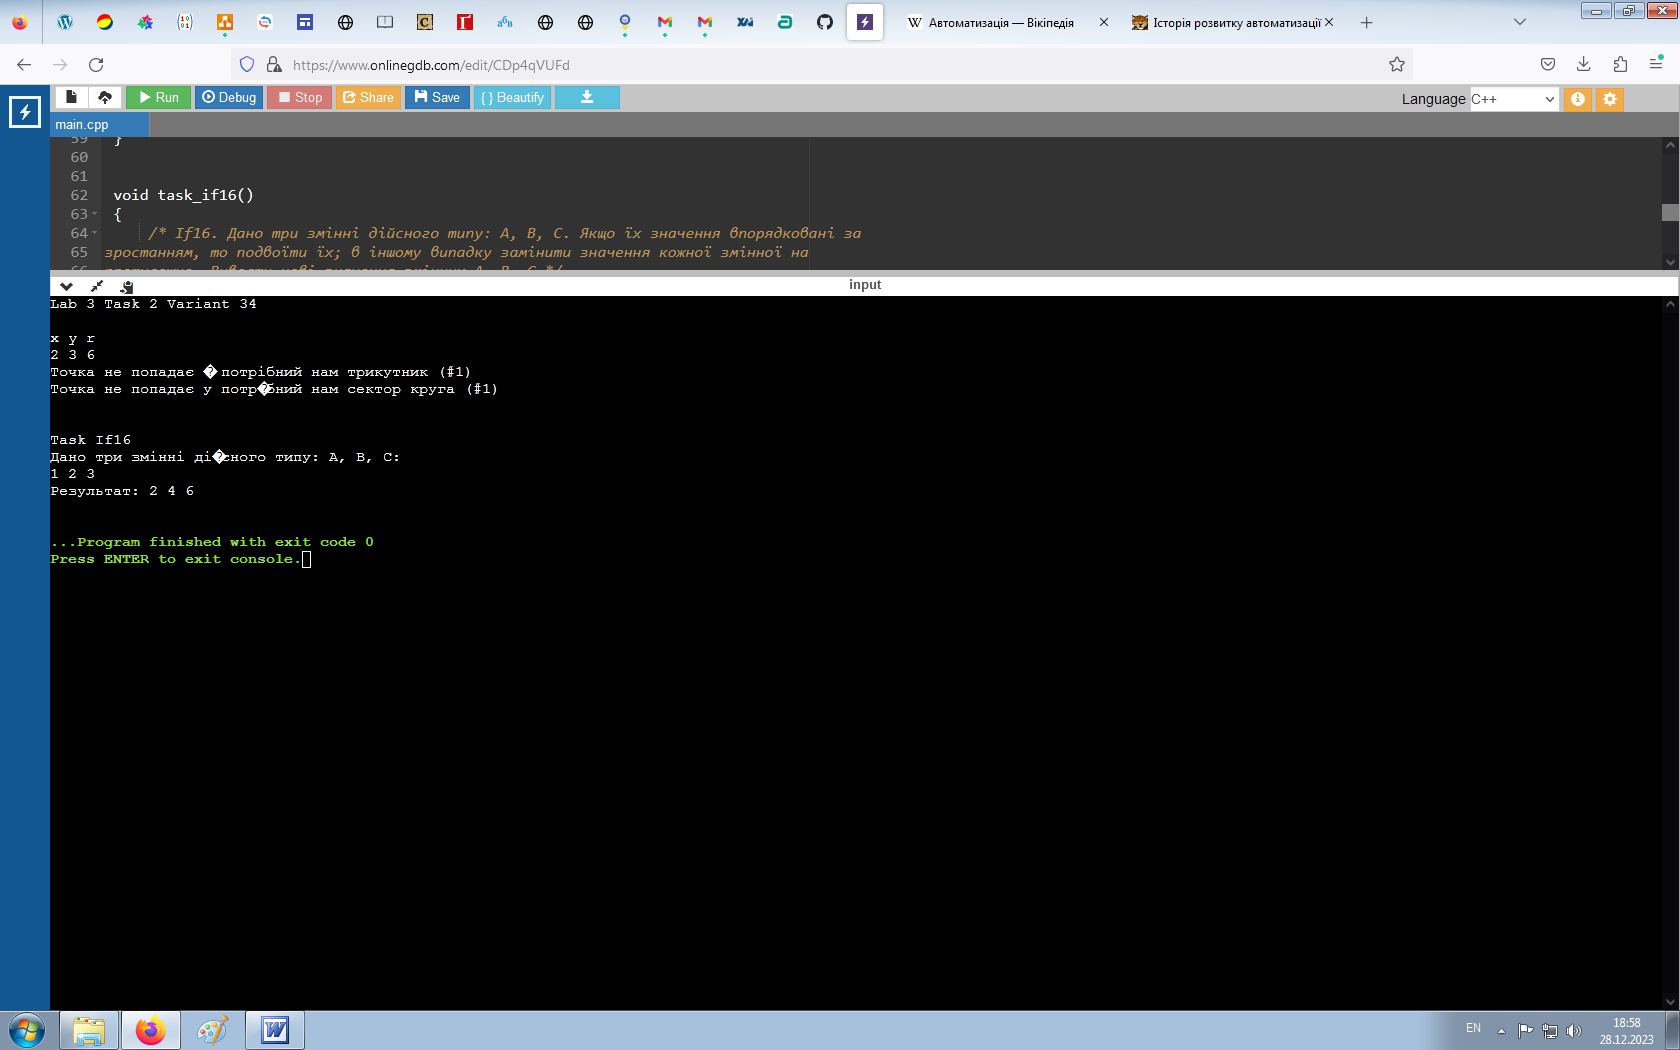 Автоматизація — Вікіпедія
Історія розвитку автоматизації
https://www.onlinegdb.com/edit/CDp4qVUFd
Run Debug Stop Share Save { } Beautify
Language C++
main.cpp
59 }
60
61
62 void task_if16()
63 {
64 /* If16. Дано три змінні дійсного типу: А, В, С. Якщо їх значення впорядковані за
65 зростанням, то подвоїти їх; в іншому випадку замінити значення кожної змінної на
input
Lab 3 Task 2 Variant 34
x y r
2 3 6
Точка не попадає � потрібний нам трикутник (#1)
Точка не попадає у потр�бний нам сектор круга (#1)
Task If16
Дано три змінні ді�сного типу: А, В, С:
1 2 3
Результат: 2 4 6
...Program finished with exit code 0
Press ENTER to exit console.
EN
18:58
28.12.2023